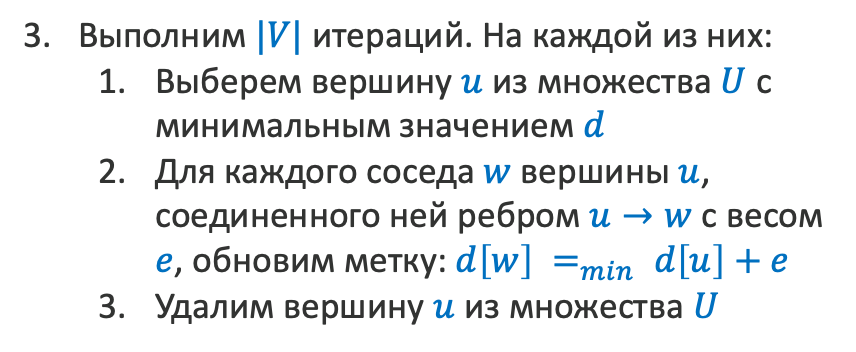 3. Выполним |V| итераций. На каждой из них:
1. Выберем вершину u из множества U с
минимальным значением d
2. Для каждого соседа w вершины u,
соединенного ней ребром u → w с весом
e, обновим метку: d[w] =min d[u] + e
3. Удалим вершину u из множества U